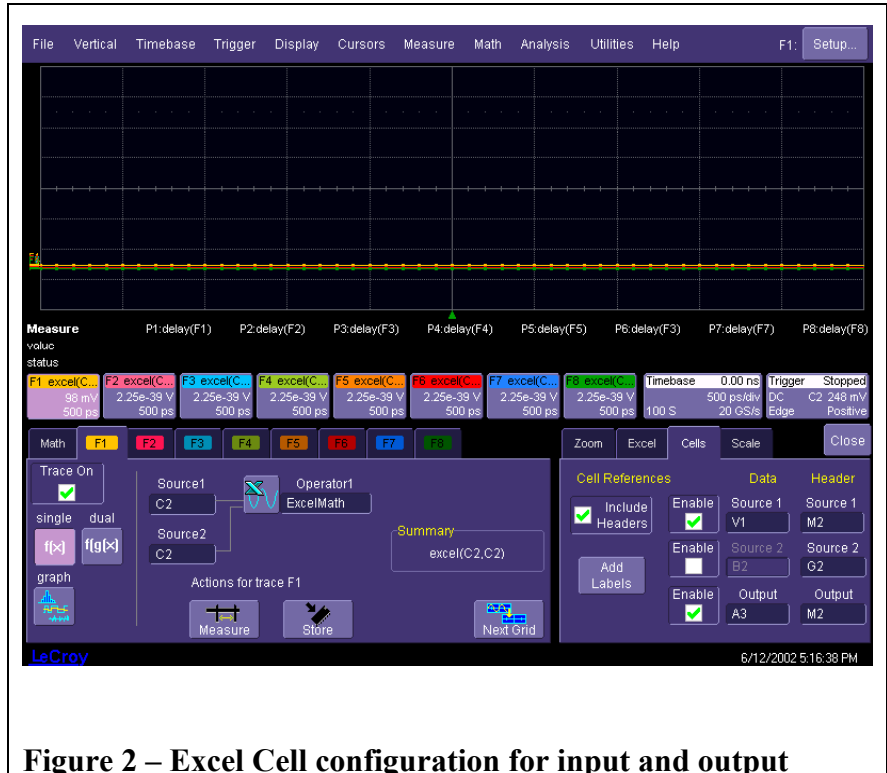 File Vertical Timebase Trigger Display Cursors Measure Math Analysis Utilities Help F1: Setup...
F1
Measure P1:delay(F1) P2:delay(F2) P3:delay(F3) P4:delay(F4) P5:delay(F5) P6:delay(F3) P7:delay(F7) P8:delay(F8)
value
status
F1 excel(C... F2 excel(C... F3 excel(C... F4 excel(C... F5 excel(C... F6 excel(C... F7 excel(C... F8 excel(C... Timebase 0.00 ns Trigger Stopped
98 mV 2.25e-39 V 2.25e-39 V 2.25e-39 V 2.25e-39 V 2.25e-39 V 2.25e-39 V 2.25e-39 V 500 ps/div DC C2 248 mV
500 ps 500 ps 500 ps 500 ps 500 ps 500 ps 500 ps 500 ps 100 S 20 GS/s Edge Positive
Math F1 F2 F3 F4 F5 F6 F7 F8 Zoom Excel Cells Scale Close
Trace On
Source1 Operator1
C2 ExcelMath
single dual
Source2
f(x) f(g(x)) C2
Summary
excel(C2,C2)
graph
Actions for trace F1
Measure Store Next Grid
Cell References Data Header
Include Headers Enable Source 1 Source 1
V1 M2
Enable Source 2 Source 2
B2 G2
Add Labels
Enable Output Output
A3 M2
LeCroy 6/12/2002 5:16:38 PM
Figure 2 – Excel Cell configuration for input and output